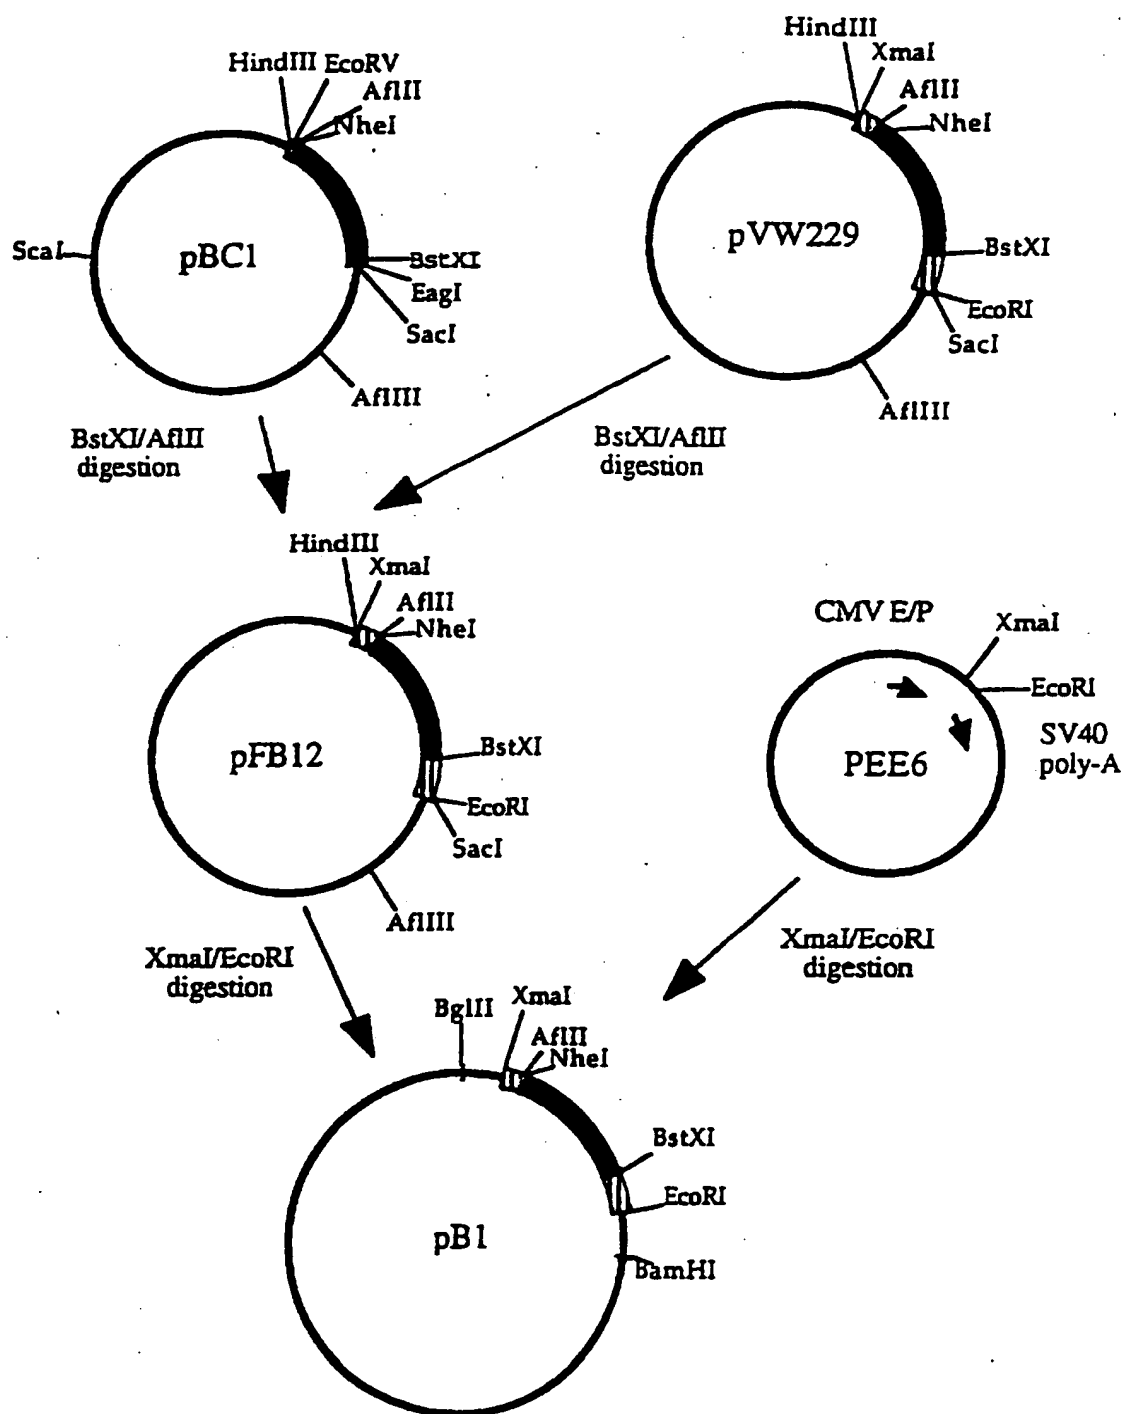 HindIII
EcoRV
AflII
NheI
ScaI
pBC1
BstXI
EagI
SacI
AflIII
BstXI/AflII
digestion
HindIII
XmaI
AflII
NheI
pVW229
BstXI
EcoRI
SacI
AflIII
BstXI/AflII
digestion
HindIII
XmaI
AflII
NheI
pFB12
BstXI
EcoRI
SacI
AflIII
XmaI/EcoRI
digestion
CMV E/P
XmaI
EcoRI
SV40
poly-A
PEE6
XmaI/EcoRI
digestion
BglII
XmaI
AflII
NheI
BstXI
EcoRI
pB1
BamHI